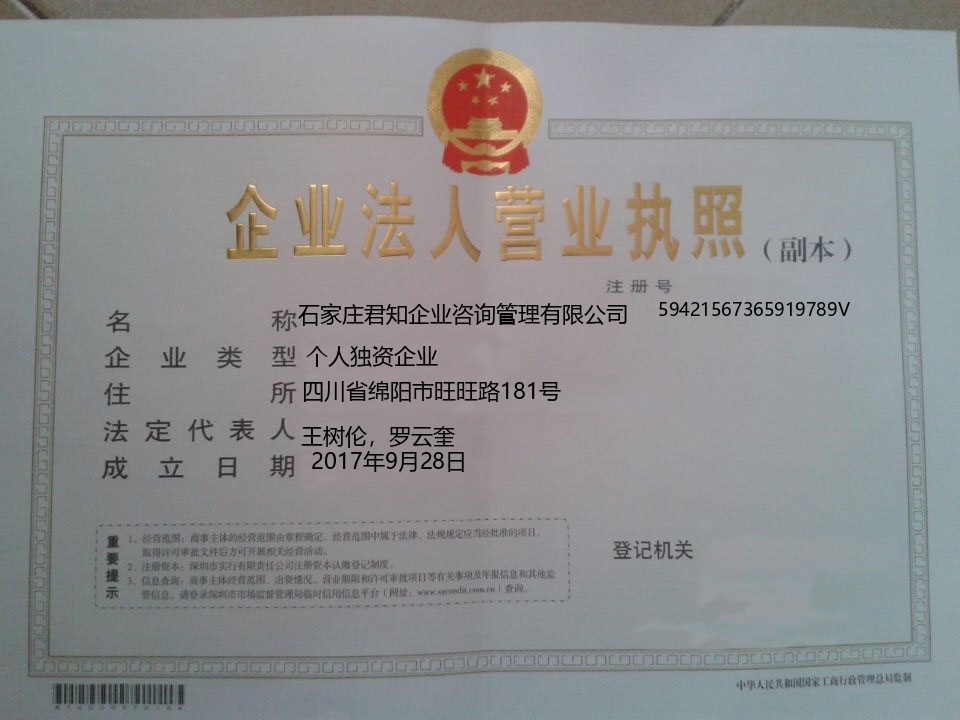 企业法人营业执照
（副本）
注册号 59421567365919789V
名称 石家庄君知企业咨询管理有限公司
企业类型 个人独资企业
住所 四川省绵阳市旺旺路181号
法定代表人 王树伦，罗云奎
成立日期 2017年9月28日
重要提示
1、经营范围：商事主体的经营范围由章程确定。经营范围中属于法律、法规规定应当经批准的项目，
取得许可审批文件后方可开展相关经营活动。
2、注册资本：深圳市实行有限责任公司注册资本认缴登记制度。
3、信息查询：商事主体经营范围、出资情况、营业期限和许可审批项目等有关事项及年报信息和其他监
管信息，请登录深圳市市场监督管理局临时信用信息平台（网址：www.szcredit.com.cn）查询。
登记机关
中华人民共和国国家工商行政管理总局监制